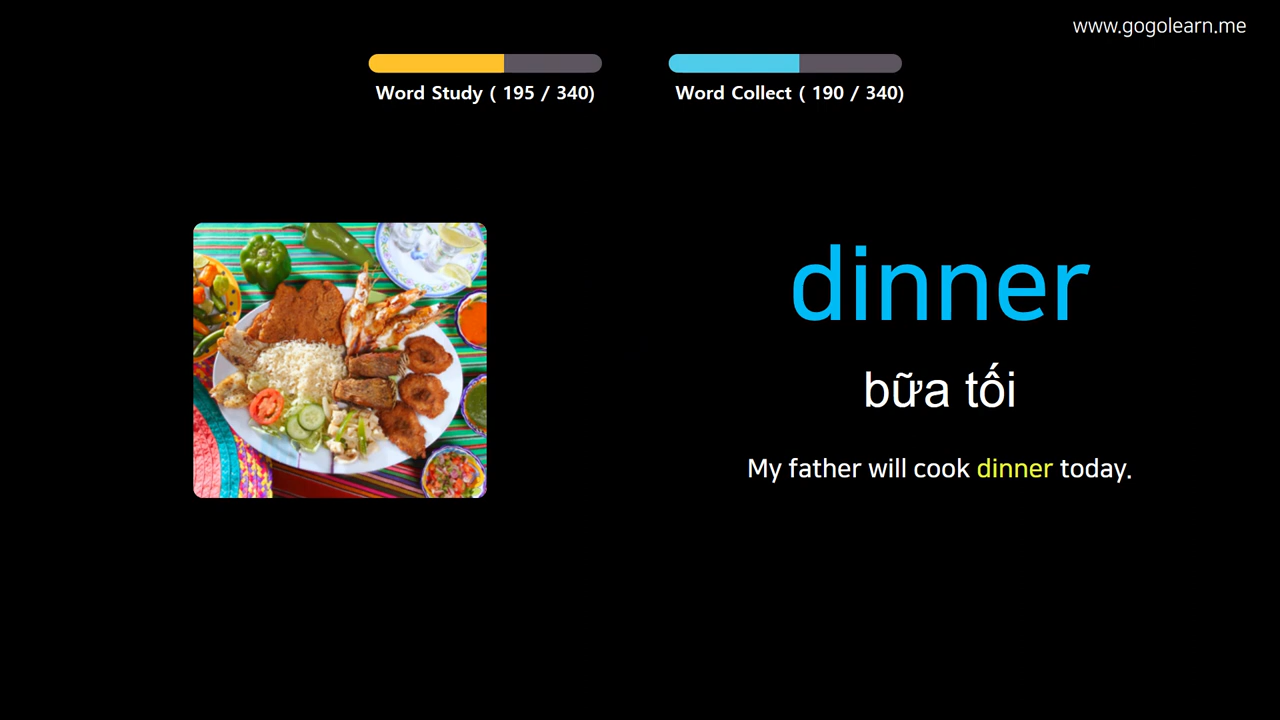 www.gogolearn.me
Word Study ( 195 / 340)
Word Collect ( 190 / 340)
dinner
bữa tối
My father will cook dinner today.